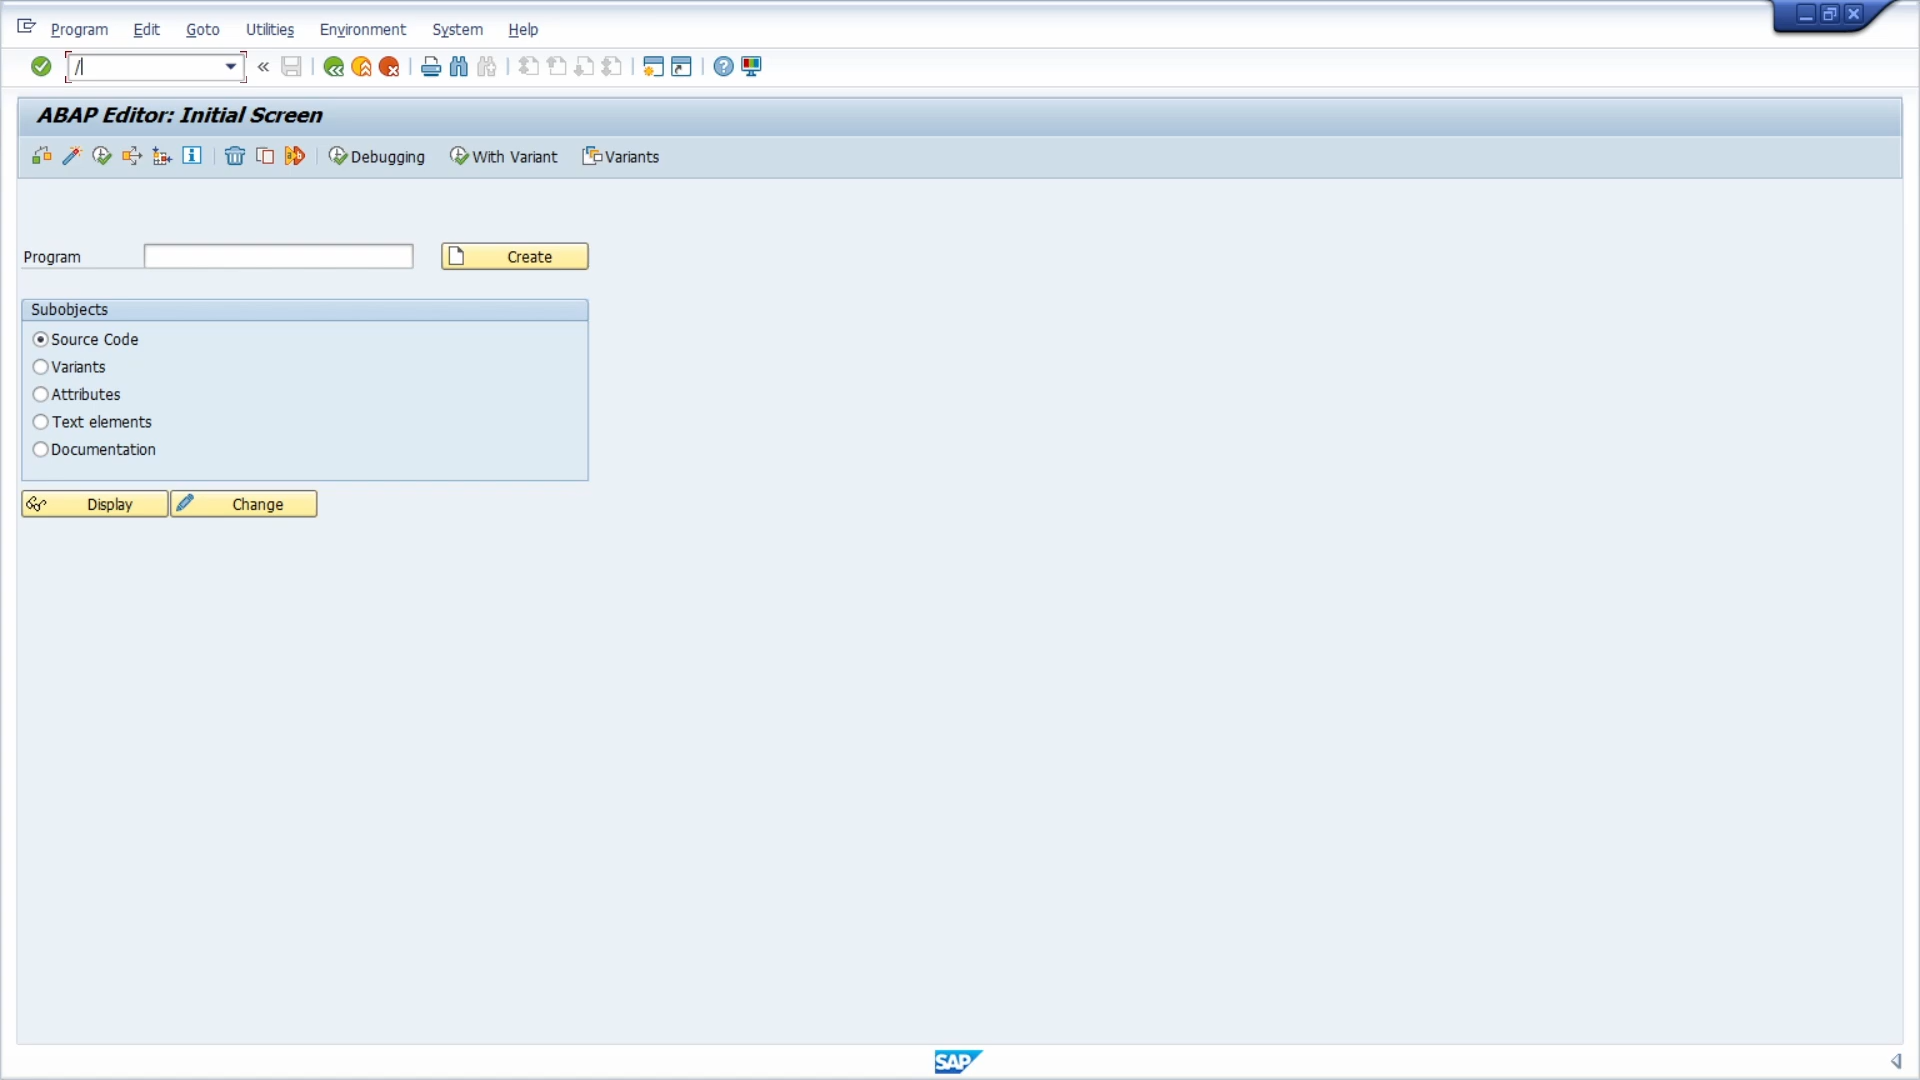 Program Edit Goto Utilities Environment System Help
/
ABAP Editor: Initial Screen
Debugging With Variant Variants
Program Create
Subobjects
Source Code
Variants
Attributes
Text elements
Documentation
Display Change
SAP